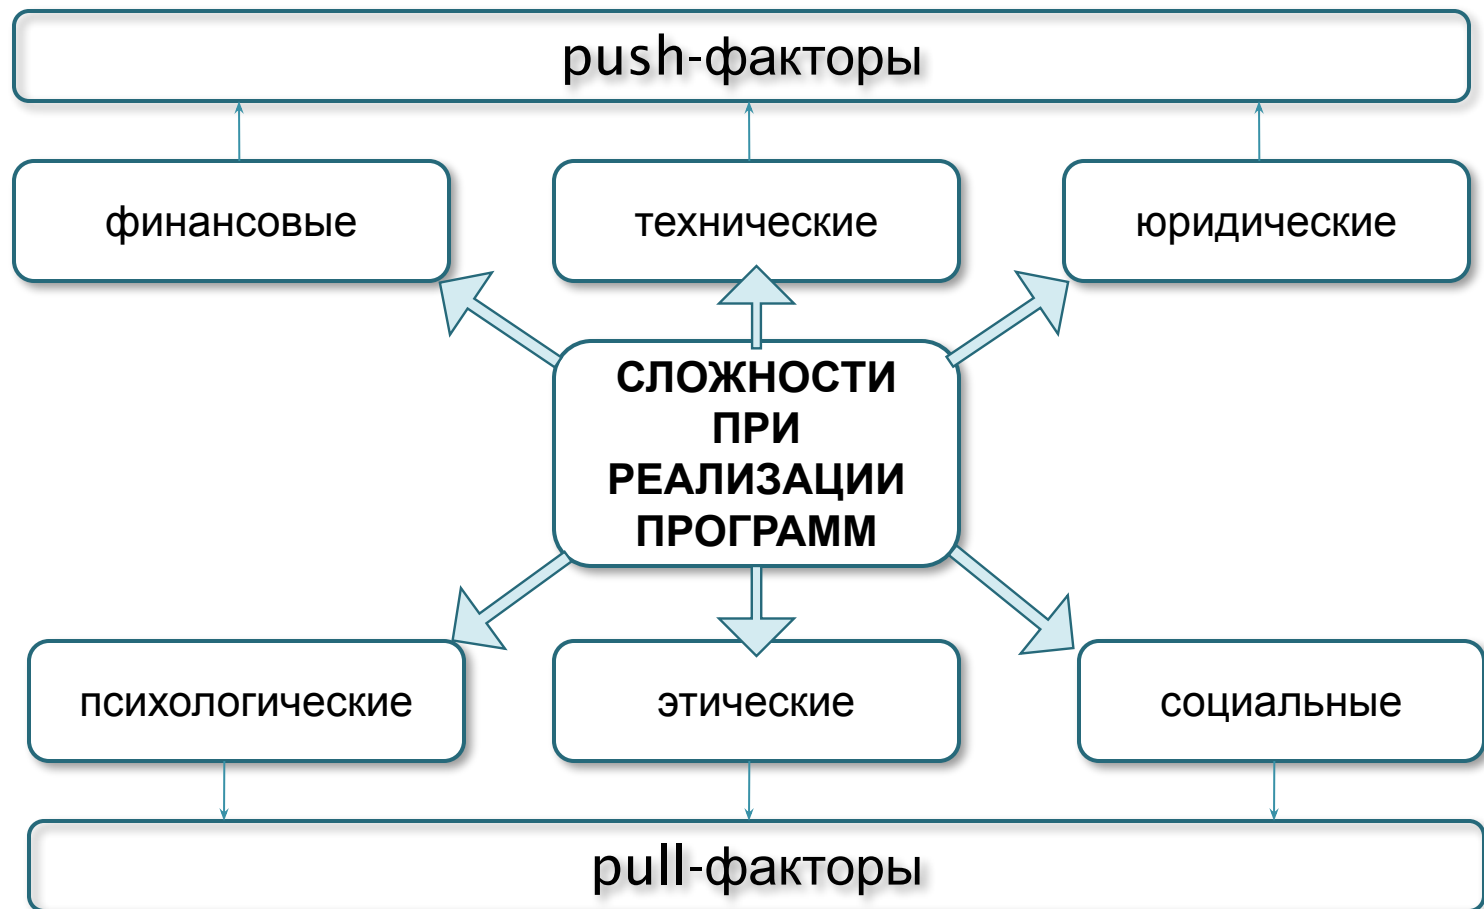 push-факторы
финансовые
технические
юридические
СЛОЖНОСТИ
ПРИ
РЕАЛИЗАЦИИ
ПРОГРАММ
психологические
этические
социальные
pull-факторы